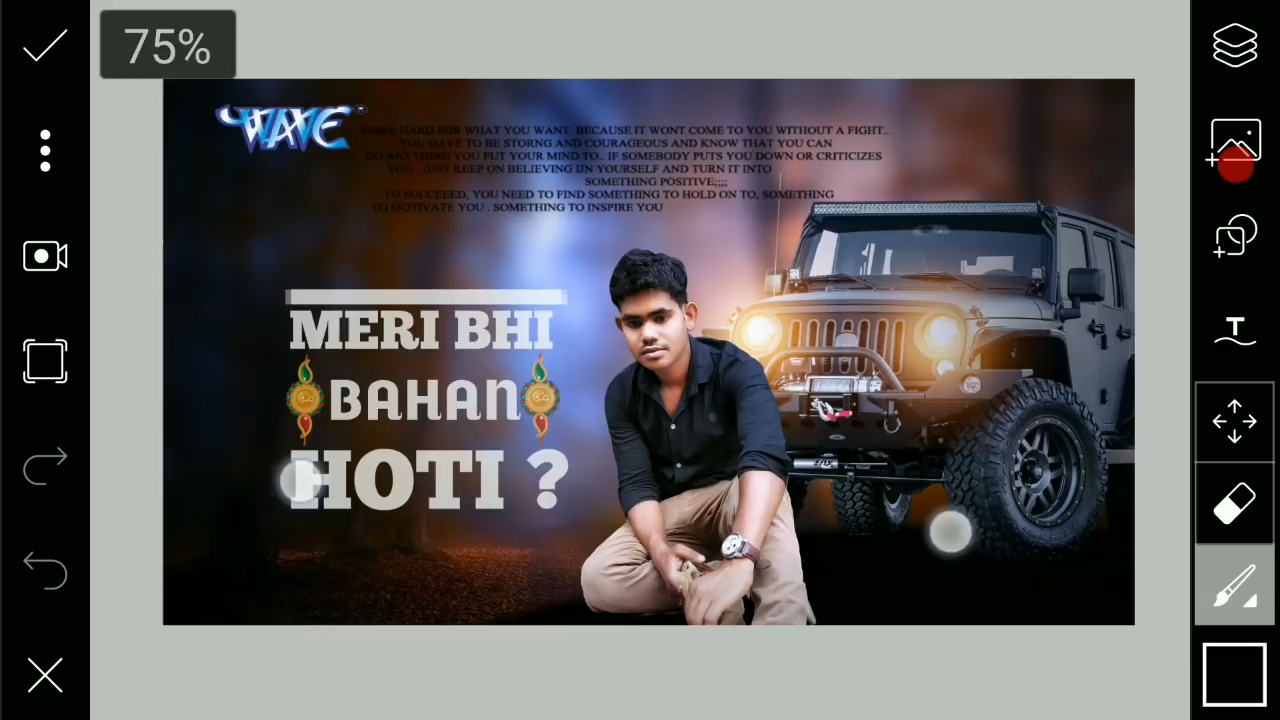 75%
WAVE
WORK HARD FOR WHAT YOU WANT BECAUSE IT WONT COME TO YOU WITHOUT A FIGHT..
YOU HAVE TO BE STORNG AND COURAGEOUS AND KNOW THAT YOU CAN
DO ANYTHING YOU PUT YOUR MIND TO.. IF SOMEBODY PUTS YOU DOWN OR CRITICIZES
YOU . JUST KEEP ON BELIEVING IJN YOURSELF AND TURN IT INTO
SOMETHING POSITIVE;;;;
TO SUCCEEED, YOU NEED TO FIND SOMETHING TO HOLD ON TO, SOMETHING
TO MOTIVATE YOU . SOMETHING TO INSPIRE YOU
MERI BHI
BAHAN
HOTI ?
T